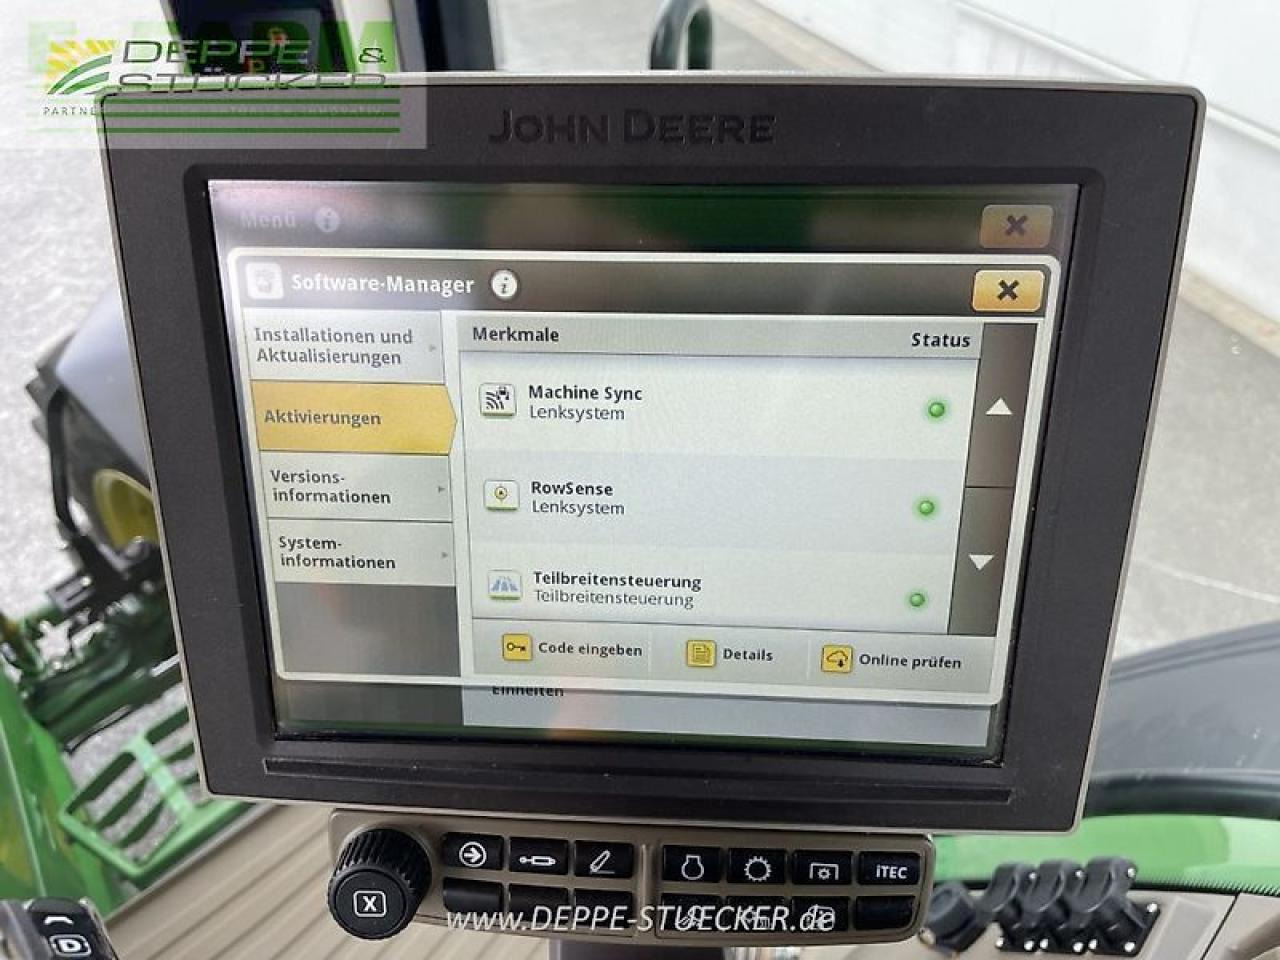 DEPPE &
STÜCKER
JOHN DEERE
Menü
Software-Manager
Installationen und
Aktualisierungen
Aktivierungen
Versions-
informationen
System-
informationen
Merkmale
Status
Machine Sync
Lenksystem
RowSense
Lenksystem
Teilbreitensteuerung
Teilbreitensteuerung
Code eingeben
Details
Online prüfen
Einheiten
X
iTEC
D
www.DEPPE-STUECKER.de